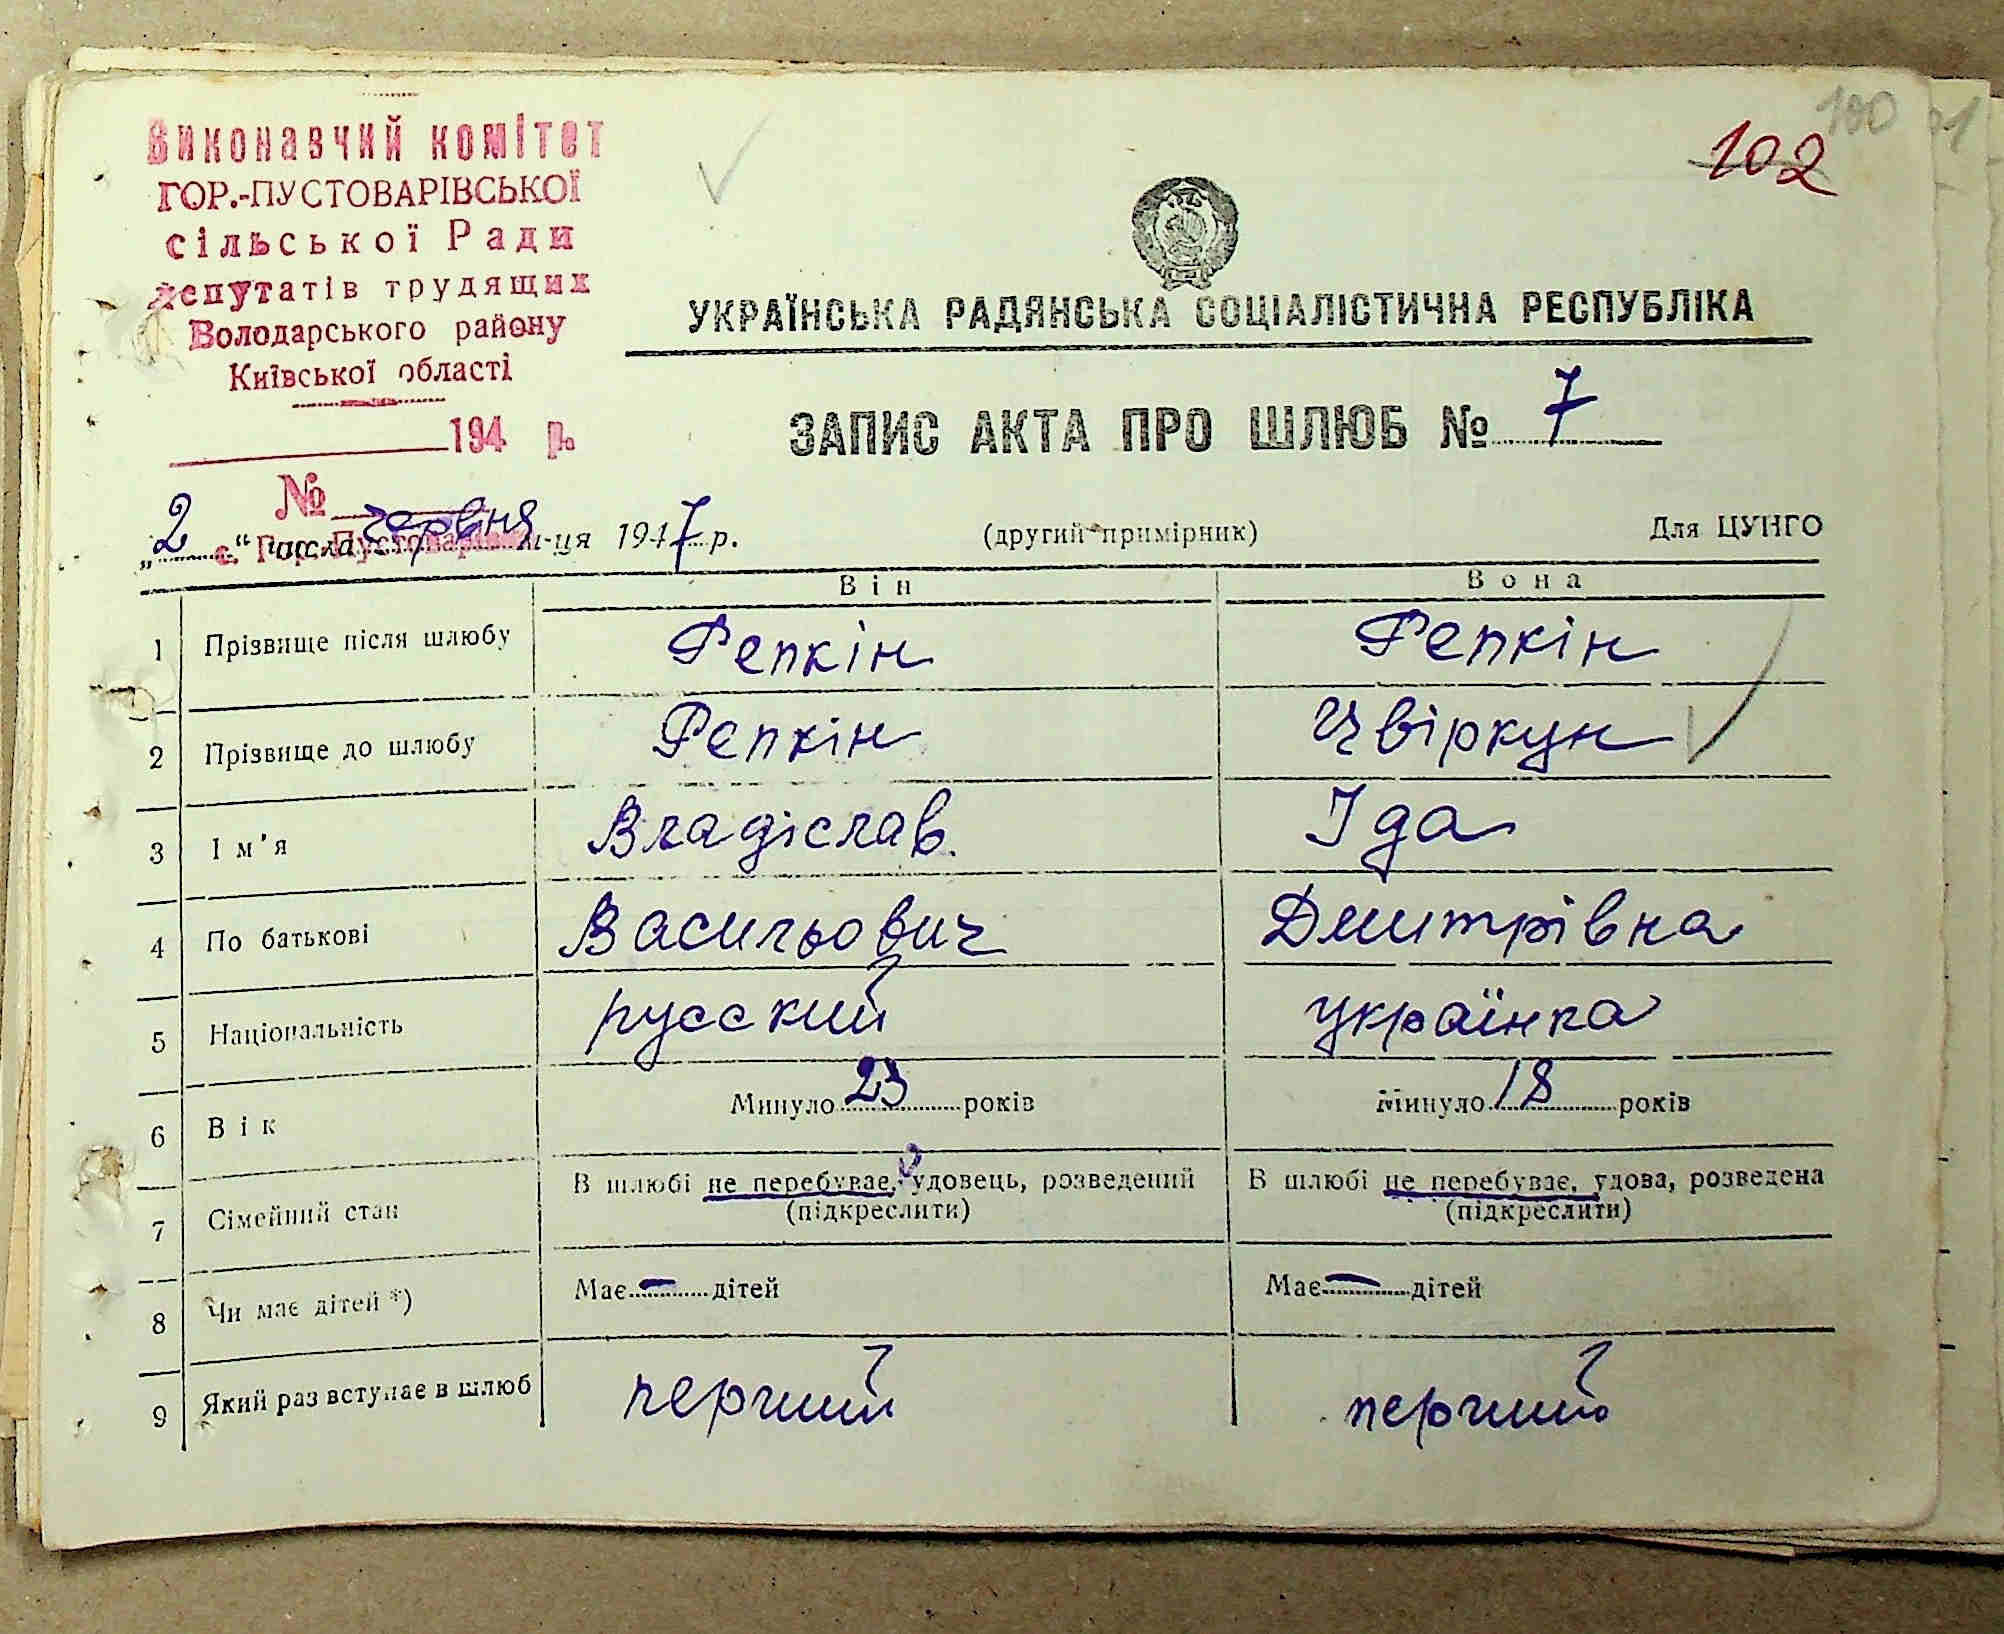 Виконавчий комітет
ГОР.-ПУСТОВАРІВСЬКОЇ
сільської Ради
депутатів трудящих
Володарського району
Київської області
194 р.
№
с. Гор.-Пустоварівка
102
100
УКРАЇНСЬКА РАДЯНСЬКА СОЦІАЛІСТИЧНА РЕСПУБЛІКА
ЗАПИС АКТА ПРО ШЛЮБ № 7
„2“ числа червня м-ця 1947 р. (другий примірник) Для ЦУНГО
Він Вона
1 Прізвище після шлюбу Репкін Репкін
2 Прізвище до шлюбу Репкін Цвіркун
3 Ім'я Владіслав Іда
4 По батькові Васильович Дмитрівна
5 Національність русский українка
6 Вік Минуло 23 років Минуло 18 років
7 Сімейний стан В шлюбі не перебуває, удовець, розведений В шлюбі не перебуває, удова, розведена
(підкреслити) (підкреслити)
8 Чи має дітей *) Має — дітей Має — дітей
9 Який раз вступає в шлюб перший перший